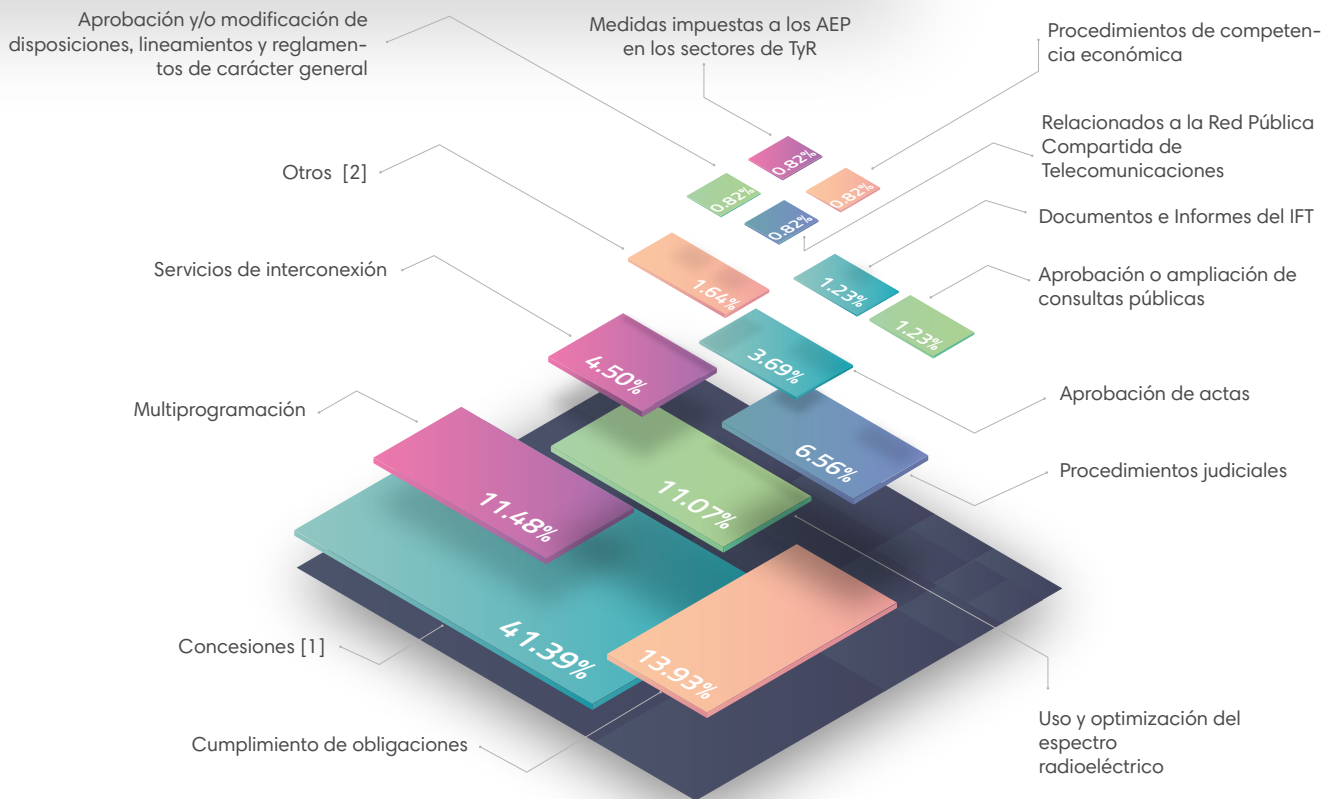 Aprobación y/o modificación de
disposiciones, lineamientos y reglamen-
tos de carácter general
Medidas impuestas a los AEP
en los sectores de TyR
Procedimientos de competen-
cia económica
Relacionados a la Red Pública
Compartida de
Telecomunicaciones
Otros [2]
Documentos e Informes del IFT
Servicios de interconexión
Aprobación o ampliación de
consultas públicas
Multiprogramación
Aprobación de actas
Procedimientos judiciales
Concesiones [1]
Cumplimiento de obligaciones
Uso y optimización del
espectro
radioeléctrico
0.82%
0.82%
0.82%
0.82%
1.64%
1.23%
1.23%
4.50%
3.69%
6.56%
11.48%
11.07%
41.39%
13.93%